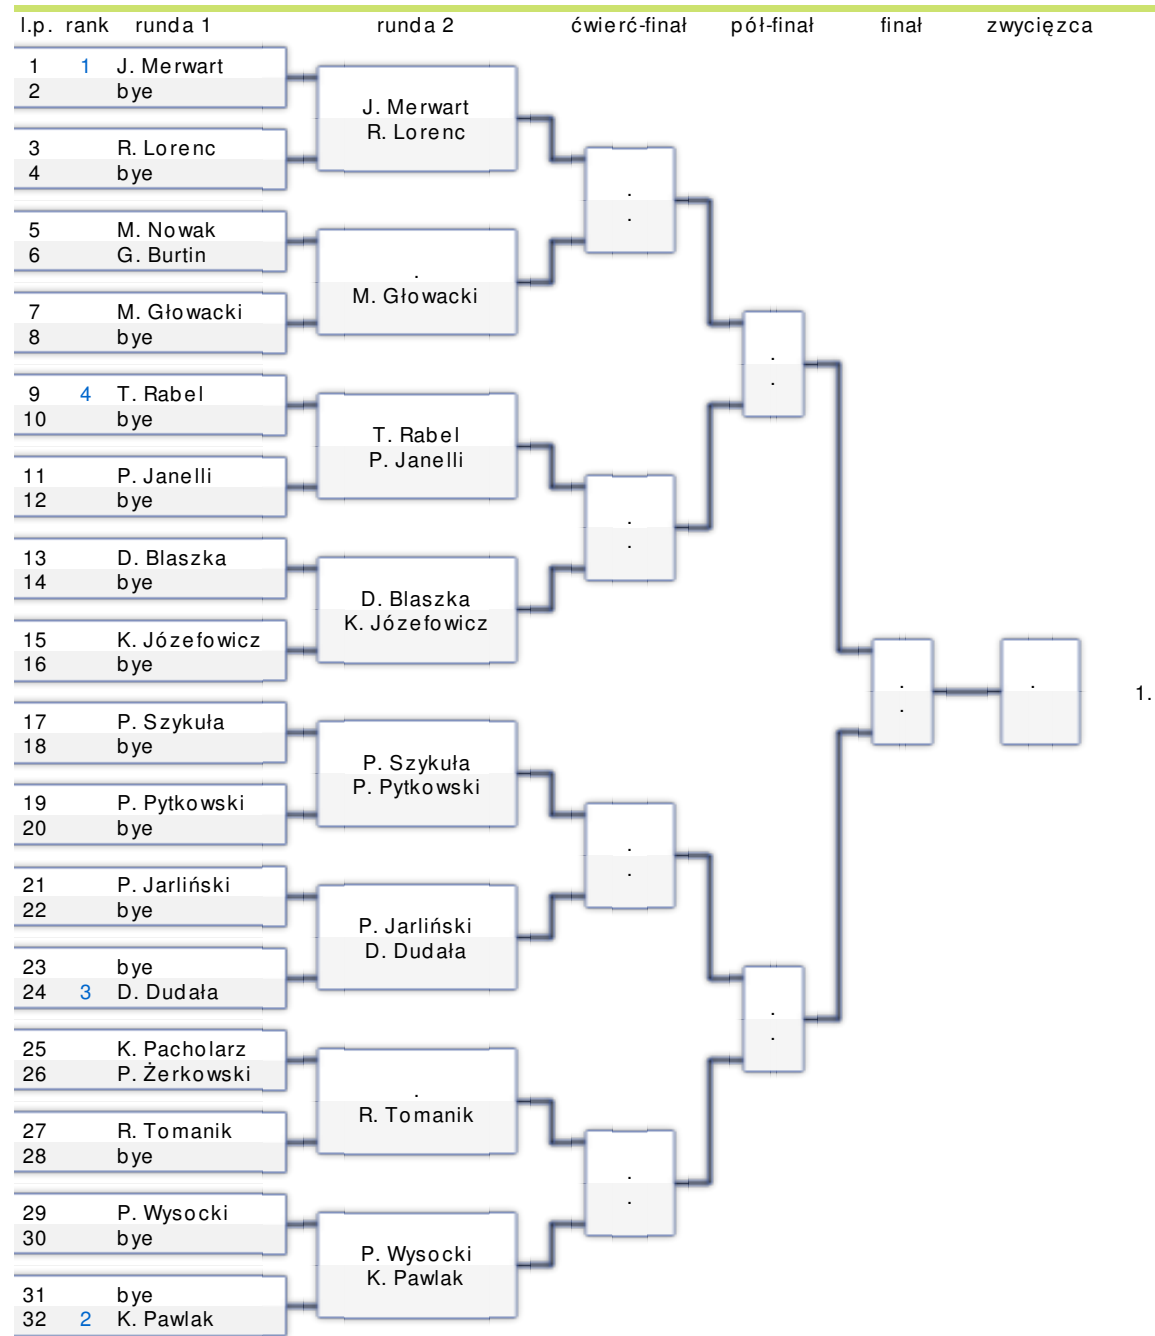 l.p. rank runda 1 runda 2 ćwierć-finał pół-finał finał zwycięzca
1 1 J. Merwart
2 bye
J. Merwart
R. Lorenc
3 R. Lorenc
4 bye
.
.
5 M. Nowak
6 G. Burtin
.
M. Głowacki
7 M. Głowacki
8 bye
.
.
9 4 T. Rabel
10 bye
T. Rabel
P. Janelli
11 P. Janelli
12 bye
.
.
13 D. Blaszka
14 bye
D. Blaszka
K. Józefowicz
15 K. Józefowicz
16 bye
.
.
.
1.
17 P. Szykuła
18 bye
P. Szykuła
P. Pytkowski
19 P. Pytkowski
20 bye
.
.
21 P. Jarliński
22 bye
P. Jarliński
D. Dudała
23 bye
24 3 D. Dudała
.
.
25 K. Pacholarz
26 P. Żerkowski
.
R. Tomanik
27 R. Tomanik
28 bye
.
.
29 P. Wysocki
30 bye
P. Wysocki
K. Pawlak
31 bye
32 2 K. Pawlak